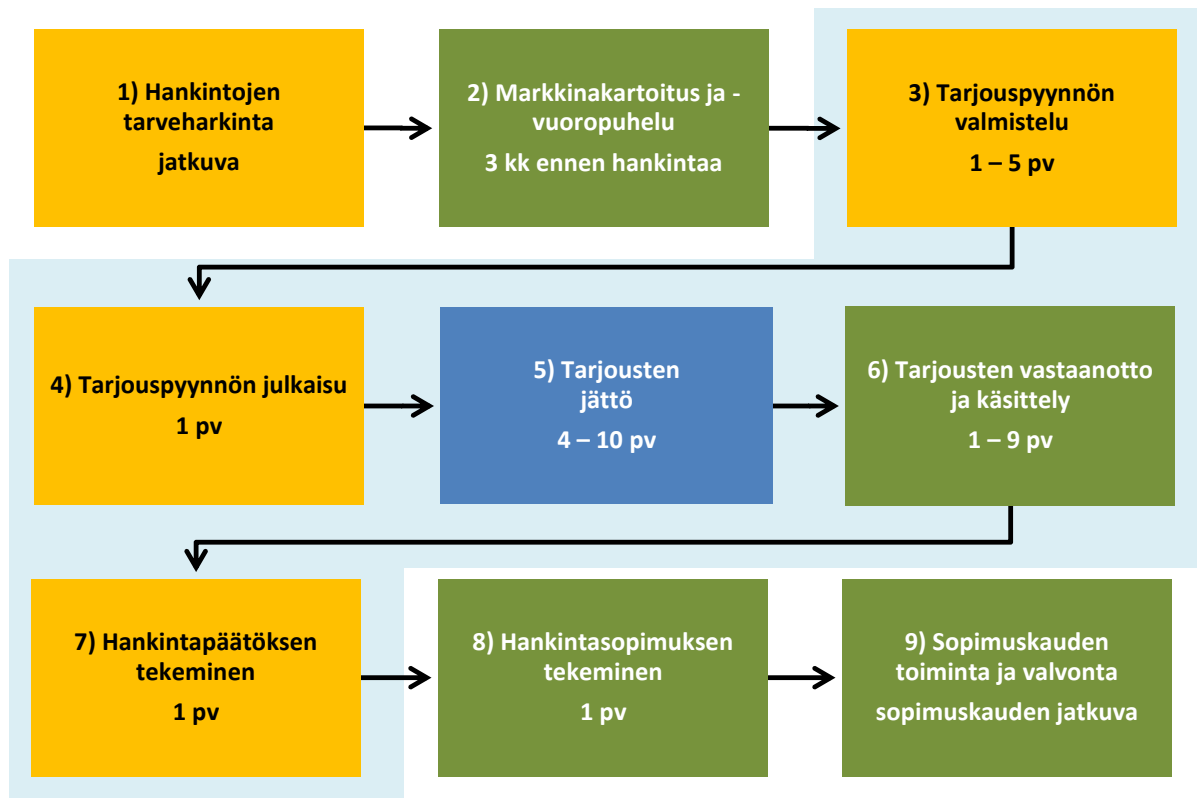 1) Hankintojen
tarveharkinta
jatkuva
2) Markkinakartoitus ja -
vuoropuhelu
3 kk ennen hankintaa
3) Tarjouspyynnön
valmistelu
1 – 5 pv
4) Tarjouspyynnön julkaisu
1 pv
5) Tarjousten
jättö
4 – 10 pv
6) Tarjousten vastaanotto
ja käsittely
1 – 9 pv
7) Hankintapäätöksen
tekeminen
1 pv
8) Hankintasopimuksen
tekeminen
1 pv
9) Sopimuskauden
toiminta ja valvonta
sopimuskauden jatkuva